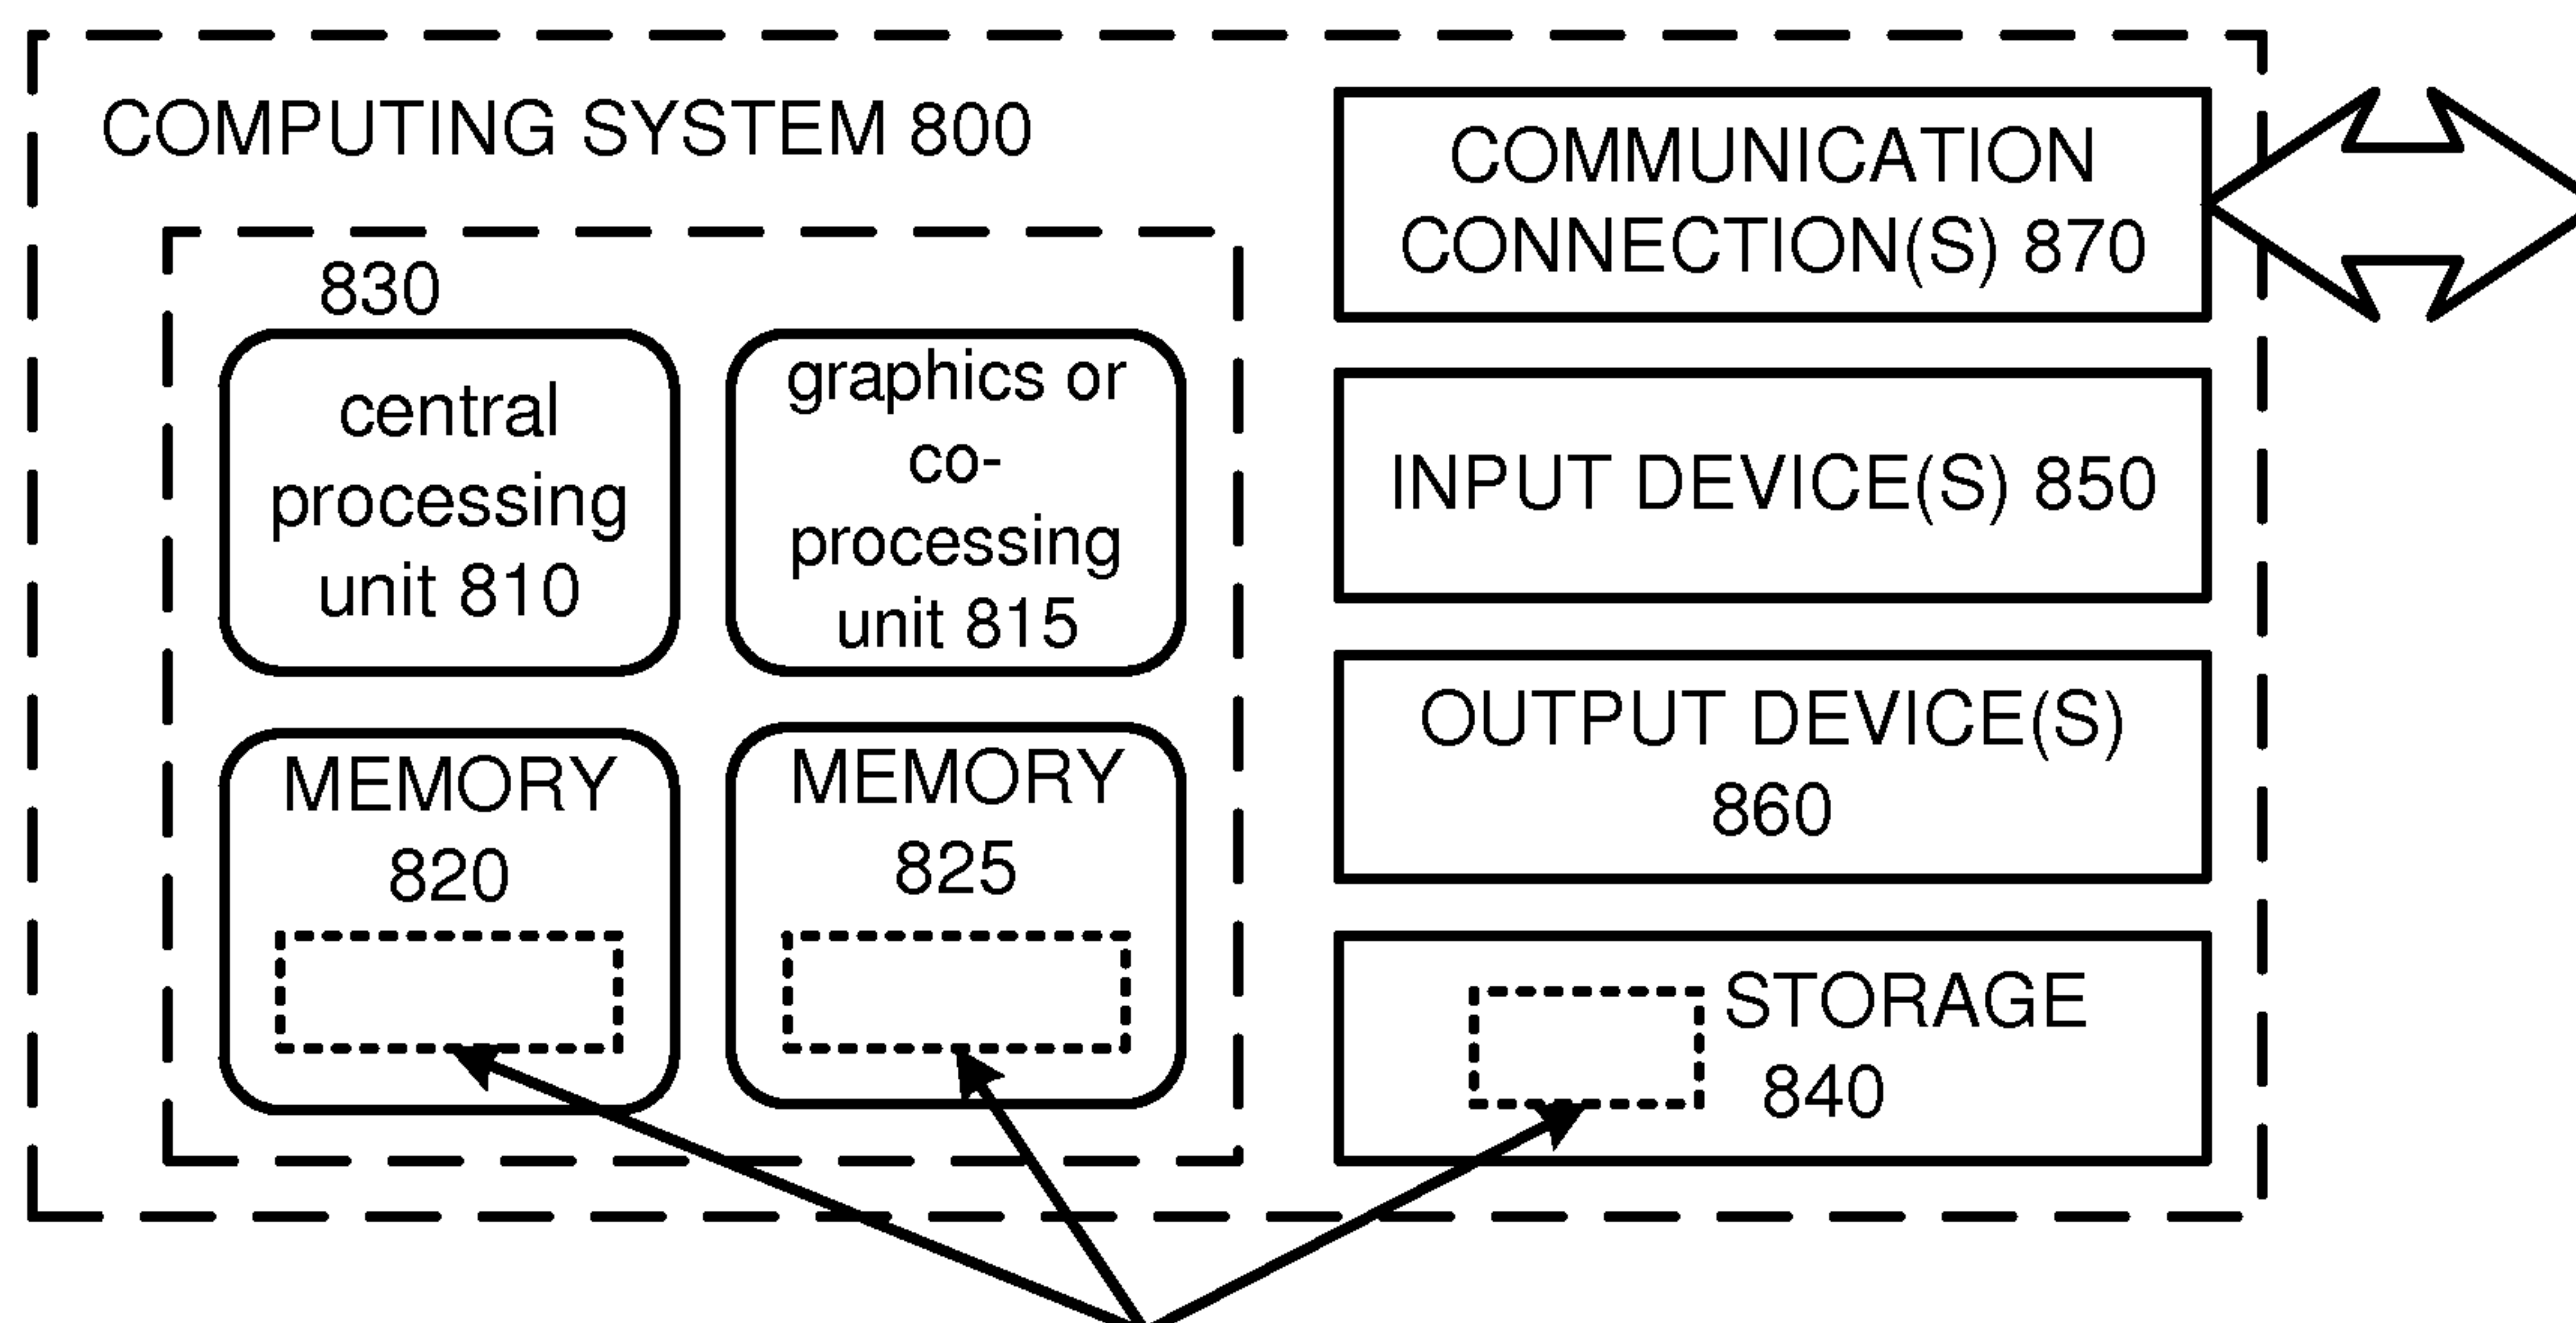 COMPUTING SYSTEM 800
830
central
processing
unit 810
graphics or
co-
processing
unit 815
MEMORY
820
MEMORY
825
COMMUNICATION
CONNECTION(S) 870
INPUT DEVICE(S) 850
OUTPUT DEVICE(S)
860
STORAGE
840